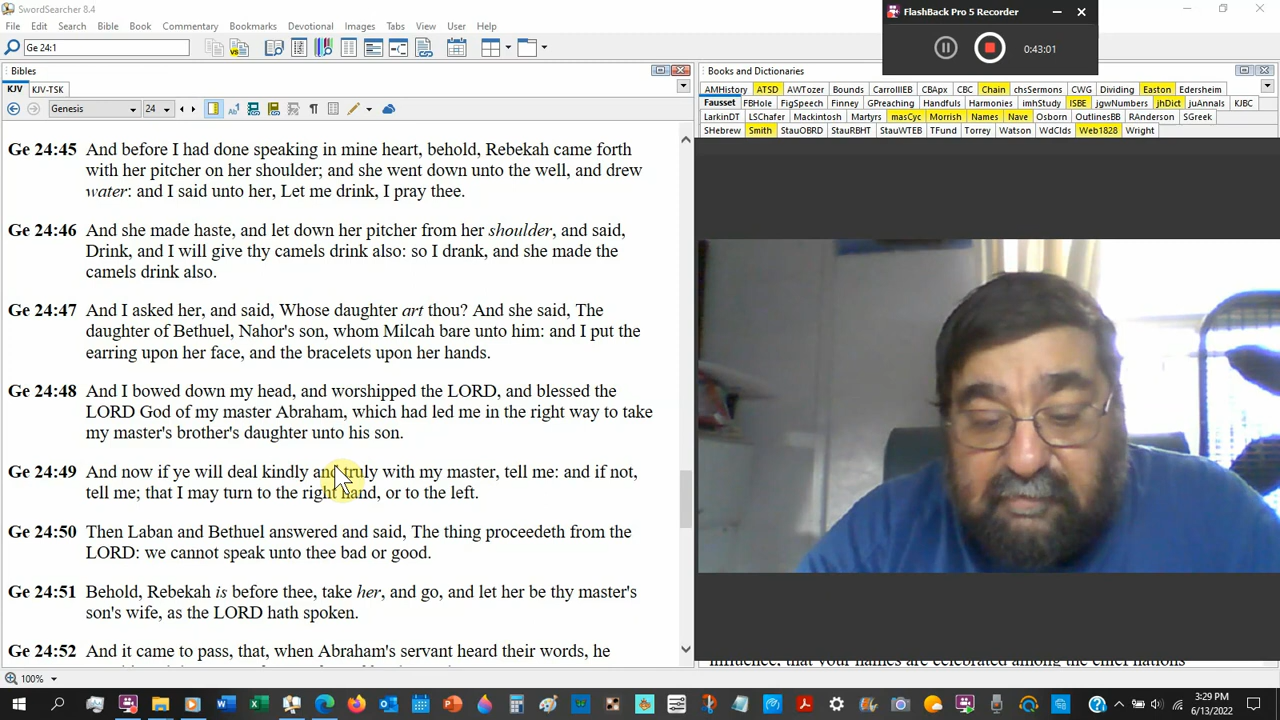 SwordSearcher 8.4
File Edit Search Bible Book Commentary Bookmarks Devotional Images Tabs View User Help
Ge 24:1
FlashBack Pro 5 Recorder
0:43:01
Bibles
KJV KJV-TSK
Genesis 24
Ge 24:45 And before I had done speaking in mine heart, behold, Rebekah came forth
with her pitcher on her shoulder; and she went down unto the well, and drew
water: and I said unto her, Let me drink, I pray thee.
Ge 24:46 And she made haste, and let down her pitcher from her shoulder, and said,
Drink, and I will give thy camels drink also: so I drank, and she made the
camels drink also.
Ge 24:47 And I asked her, and said, Whose daughter art thou? And she said, The
daughter of Bethuel, Nahor's son, whom Milcah bare unto him: and I put the
earring upon her face, and the bracelets upon her hands.
Ge 24:48 And I bowed down my head, and worshipped the LORD, and blessed the
LORD God of my master Abraham, which had led me in the right way to take
my master's brother's daughter unto his son.
Ge 24:49 And now if ye will deal kindly and truly with my master, tell me: and if not,
tell me; that I may turn to the right hand, or to the left.
Ge 24:50 Then Laban and Bethuel answered and said, The thing proceedeth from the
LORD: we cannot speak unto thee bad or good.
Ge 24:51 Behold, Rebekah is before thee, take her, and go, and let her be thy master's
son's wife, as the LORD hath spoken.
Ge 24:52 And it came to pass, that, when Abraham's servant heard their words, he
100%
Books and Dictionaries
AMHistory ATSD AWTozer Bounds CarrollIEB CBApx CBC Chain chsSermons CWG Dividing Easton Edersheim
Fausset FBHole FigSpeech Finney GPreaching Handfuls Harmonies imhStudy ISBE jgwNumbers jhDict juAnnals KJBC
LarkinDT LSChafer Mackintosh Martyrs masCyc Morrish Names Nave Osborn OutlinesBB RAnderson SGreek
SHebrew Smith StauOBRD StauRBHT StauWTEB TFund Torrey Watson WdClds Web1828 Wright
influence, that your names are celebrated among the chief nations
3:29 PM
6/13/2022